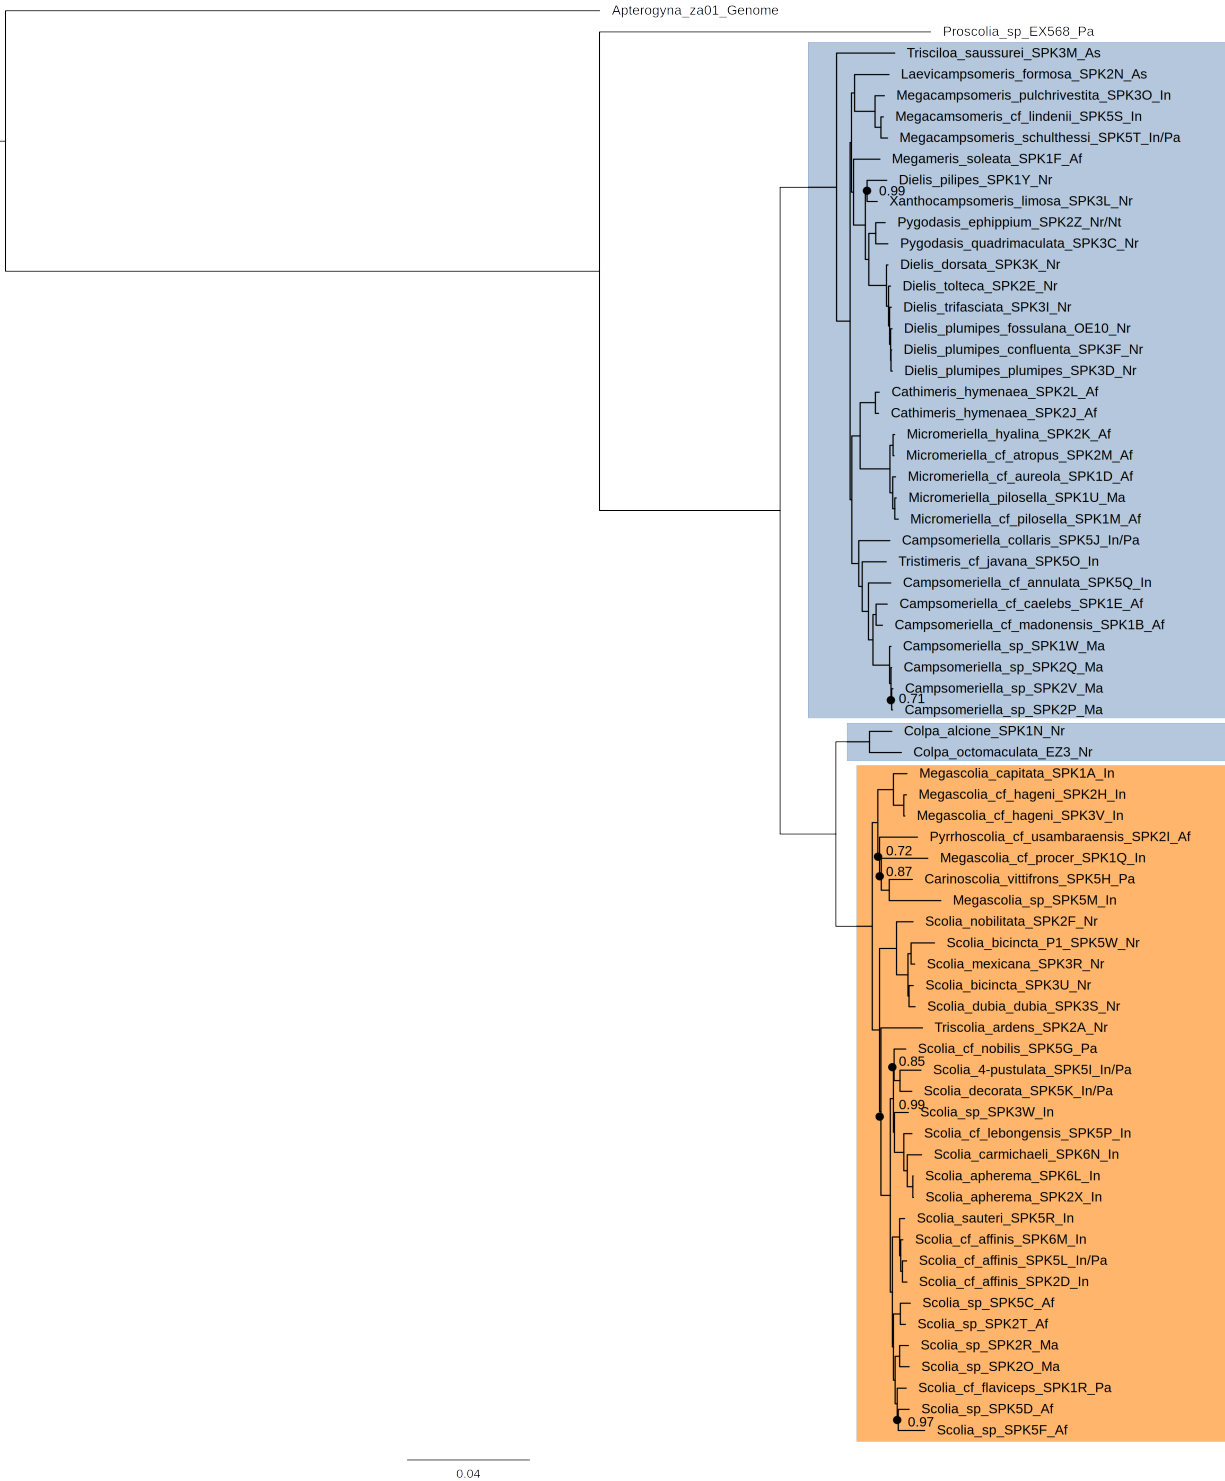 Apterogyna_za01_Genome
Proscolia_sp_EX568_Pa
Trisciloa_saussurei_SPK3M_As
Laevicampsomeris_formosa_SPK2N_As
Megacampsomeris_pulchrivestita_SPK3O_In
Megacamsomeris_cf_lindenii_SPK5S_In
Megacampsomeris_schulthessi_SPK5T_In/Pa
Megameris_soleata_SPK1F_Af
Dielis_pilipes_SPK1Y_Nr
0.99
Xanthocampsomeris_limosa_SPK3L_Nr
Pygodasis_ephippium_SPK2Z_Nr/Nt
Pygodasis_quadrimaculata_SPK3C_Nr
Dielis_dorsata_SPK3K_Nr
Dielis_tolteca_SPK2E_Nr
Dielis_trifasciata_SPK3I_Nr
Dielis_plumipes_fossulana_OE10_Nr
Dielis_plumipes_confluenta_SPK3F_Nr
Dielis_plumipes_plumipes_SPK3D_Nr
Cathimeris_hymenaea_SPK2L_Af
Cathimeris_hymenaea_SPK2J_Af
Micromeriella_hyalina_SPK2K_Af
Micromeriella_cf_atropus_SPK2M_Af
Micromeriella_cf_aureola_SPK1D_Af
Micromeriella_pilosella_SPK1U_Ma
Micromeriella_cf_pilosella_SPK1M_Af
Campsomeriella_collaris_SPK5J_In/Pa
Tristimeris_cf_javana_SPK5O_In
Campsomeriella_cf_annulata_SPK5Q_In
Campsomeriella_cf_caelebs_SPK1E_Af
Campsomeriella_cf_madonensis_SPK1B_Af
Campsomeriella_sp_SPK1W_Ma
Campsomeriella_sp_SPK2Q_Ma
Campsomeriella_sp_SPK2V_Ma
0.71
Campsomeriella_sp_SPK2P_Ma
Colpa_alcione_SPK1N_Nr
Colpa_octomaculata_EZ3_Nr
Megascolia_capitata_SPK1A_In
Megascolia_cf_hageni_SPK2H_In
Megascolia_cf_hageni_SPK3V_In
Pyrrhoscolia_cf_usambaraensis_SPK2I_Af
0.72
Megascolia_cf_procer_SPK1Q_In
0.87
Carinoscolia_vittifrons_SPK5H_Pa
Megascolia_sp_SPK5M_In
Scolia_nobilitata_SPK2F_Nr
Scolia_bicincta_P1_SPK5W_Nr
Scolia_mexicana_SPK3R_Nr
Scolia_bicincta_SPK3U_Nr
Scolia_dubia_dubia_SPK3S_Nr
Triscolia_ardens_SPK2A_Nr
Scolia_cf_nobilis_SPK5G_Pa
0.85
Scolia_4-pustulata_SPK5I_In/Pa
Scolia_decorata_SPK5K_In/Pa
0.99
Scolia_sp_SPK3W_In
Scolia_cf_lebongensis_SPK5P_In
Scolia_carmichaeli_SPK6N_In
Scolia_apherema_SPK6L_In
Scolia_apherema_SPK2X_In
Scolia_sauteri_SPK5R_In
Scolia_cf_affinis_SPK6M_In
Scolia_cf_affinis_SPK5L_In/Pa
Scolia_cf_affinis_SPK2D_In
Scolia_sp_SPK5C_Af
Scolia_sp_SPK2T_Af
Scolia_sp_SPK2R_Ma
Scolia_sp_SPK2O_Ma
Scolia_cf_flaviceps_SPK1R_Pa
Scolia_sp_SPK5D_Af
0.97
Scolia_sp_SPK5F_Af
0.04